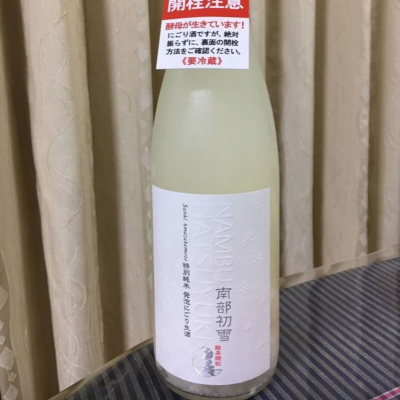 開栓注意
酵母が生きています!
にごり酒ですが、絶対
振らずに、裏面の開栓
方法をご確認ください。
《要冷蔵》
NAMBU
HATSUYUKI
南部初雪
特別純米 発泡にごり生酒